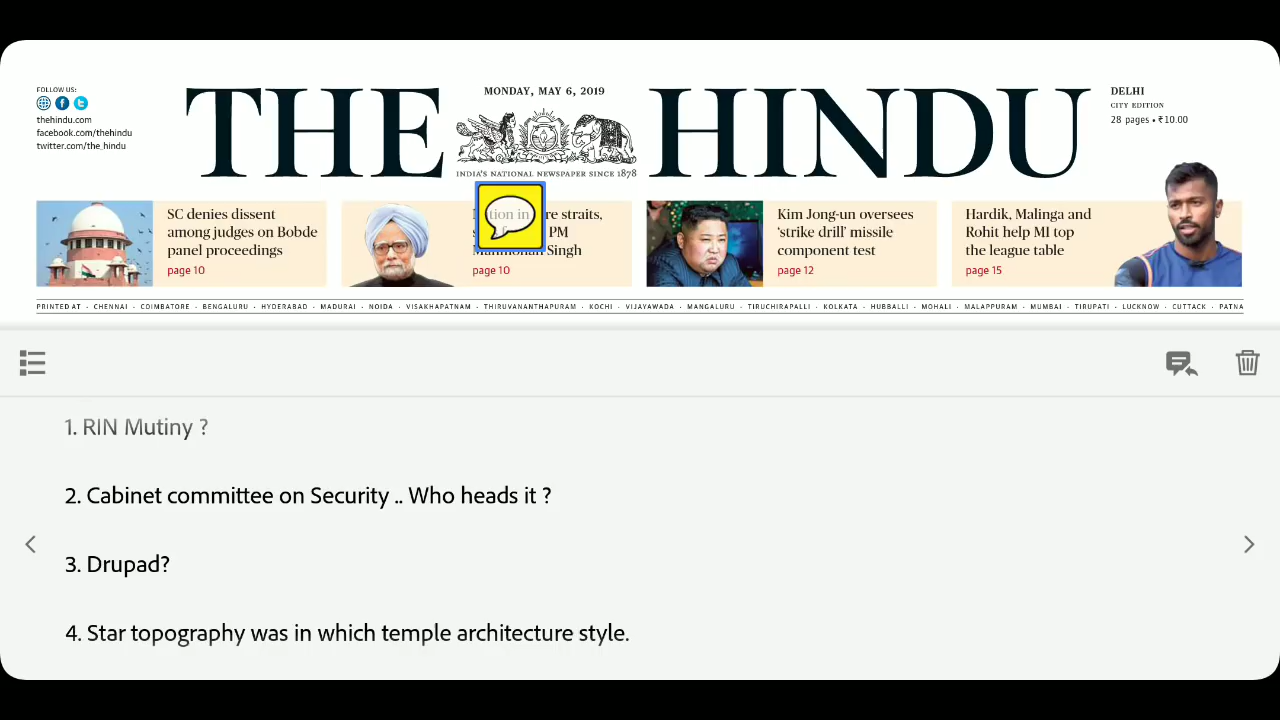 FOLLOW US:
thehindu.com
facebook.com/thehindu
twitter.com/the_hindu
THE HINDU
MONDAY, MAY 6, 2019
INDIA'S NATIONAL NEWSPAPER SINCE 1878
DELHI
CITY EDITION
28 pages • ₹10.00
SC denies dissent
among judges on Bobde
panel proceedings
page 10
tion in re straits,
PM
Manmohan Singh
page 10
Kim Jong-un oversees
‘strike drill’ missile
component test
page 12
Hardik, Malinga and
Rohit help MI top
the league table
page 15
PRINTED AT · CHENNAI · COIMBATORE · BENGALURU · HYDERABAD · MADURAI · NOIDA · VISAKHAPATNAM · THIRUVANANTHAPURAM · KOCHI · VIJAYAWADA · MANGALURU · TIRUCHIRAPALLI · KOLKATA · HUBBALLI · MOHALI · MALAPPURAM · MUMBAI · TIRUPATI · LUCKNOW · CUTTACK · PATNA
1. RIN Mutiny ?
2. Cabinet committee on Security .. Who heads it ?
3. Drupad?
4. Star topography was in which temple architecture style.